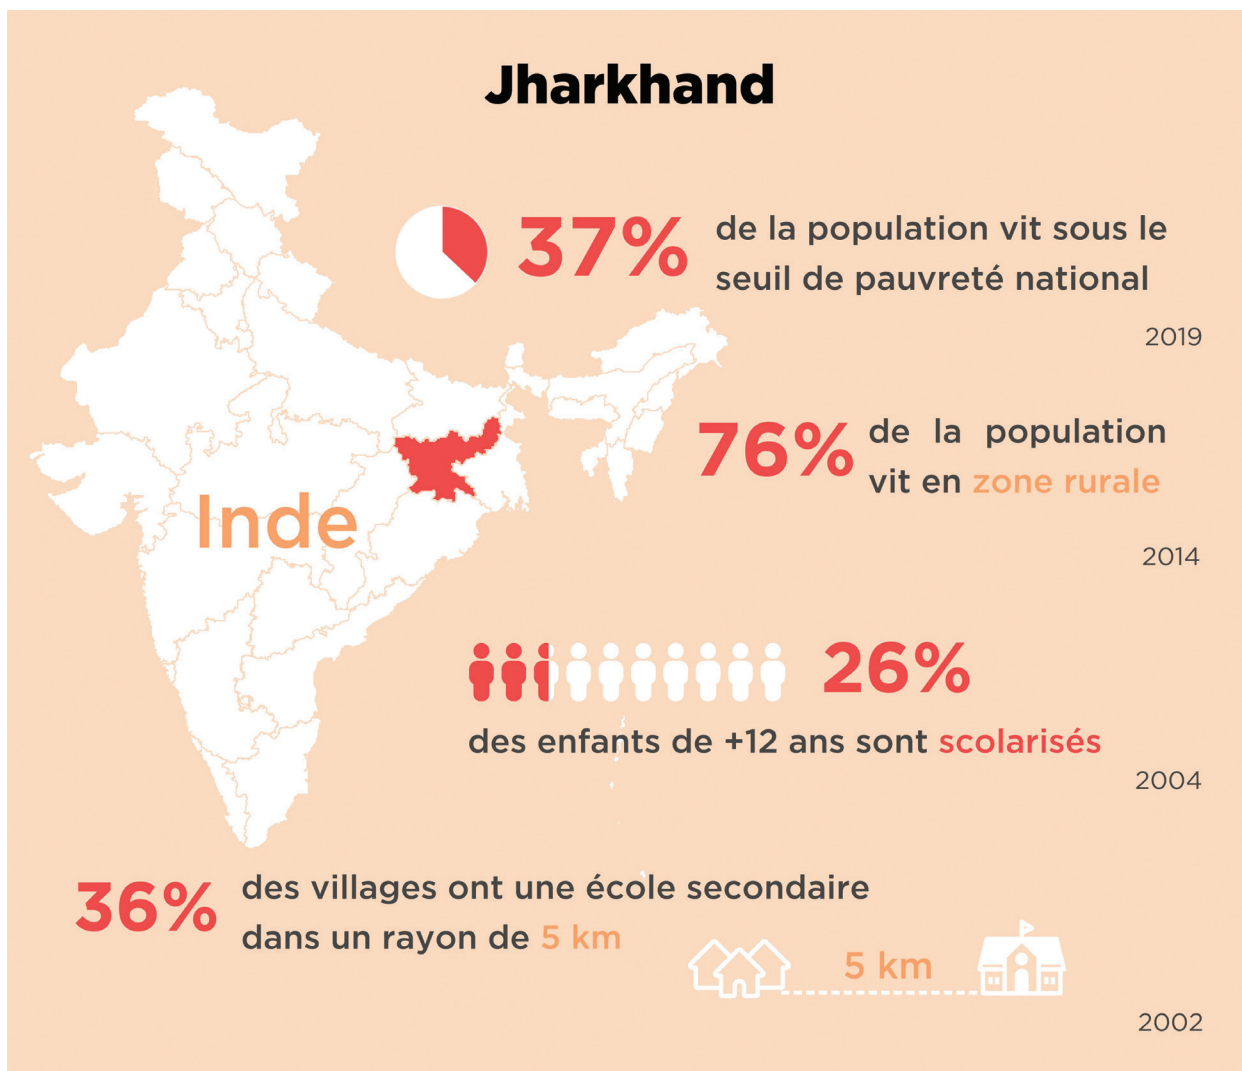 Jharkhand
37% de la population vit sous le
seuil de pauvreté national
2019
76% de la population
vit en zone rurale
2014
Inde
26%
des enfants de +12 ans sont scolarisés
2004
36% des villages ont une école secondaire
dans un rayon de 5 km
5 km
2002